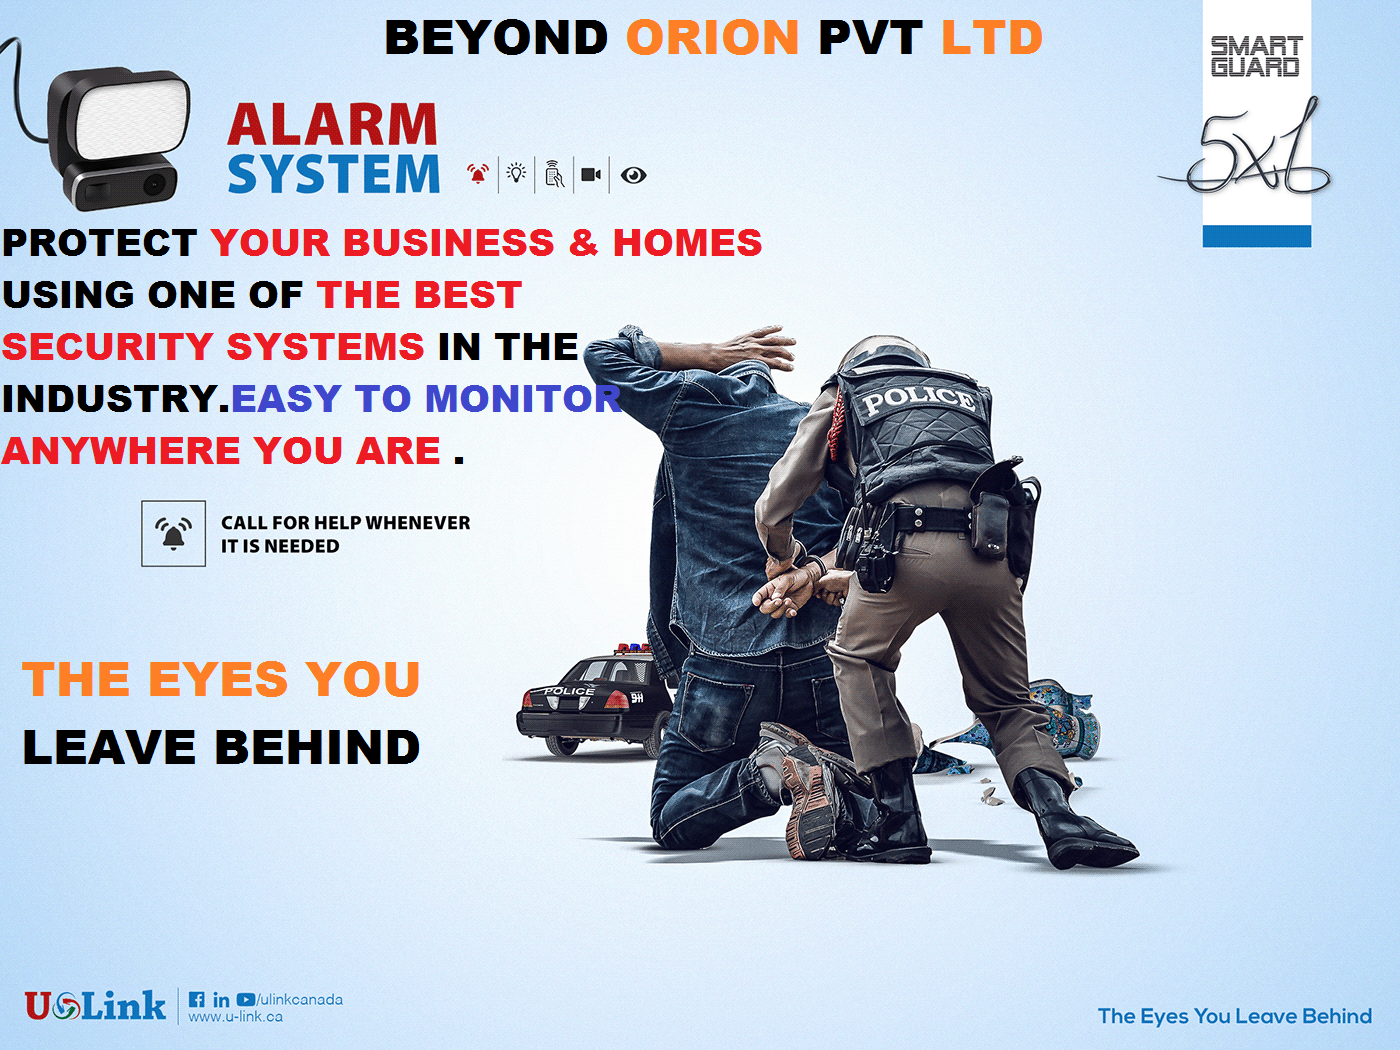 BEYOND ORION PVT LTD
SMART
GUARD
5x1
ALARM
SYSTEM
PROTECT YOUR BUSINESS & HOMES
USING ONE OF THE BEST
SECURITY SYSTEMS IN THE
INDUSTRY.EASY TO MONITOR
ANYWHERE YOU ARE .
CALL FOR HELP WHENEVER
IT IS NEEDED
POLICE
POLICE
911
THE EYES YOU
LEAVE BEHIND
U Link
/ulinkcanada
www.u-link.ca
The Eyes You Leave Behind